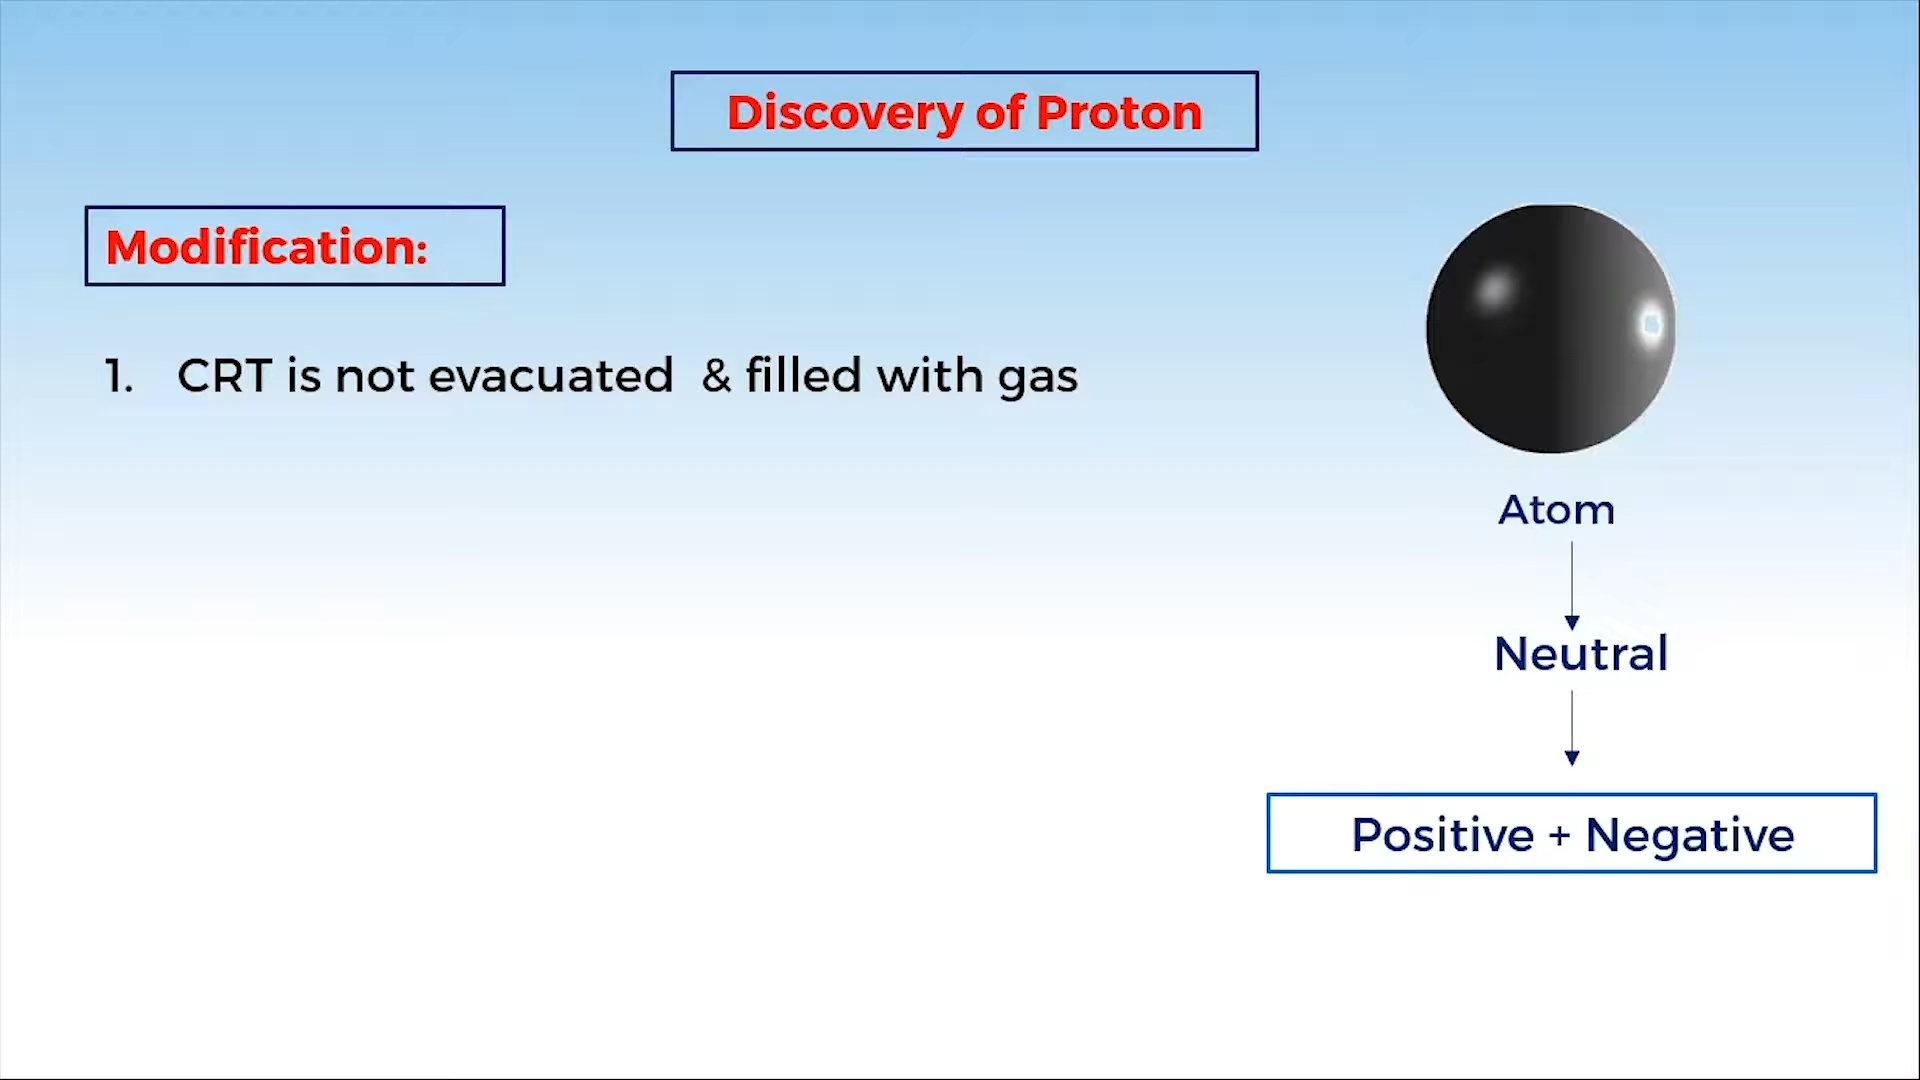 Discovery of Proton
Modification:
1. CRT is not evacuated & filled with gas
Atom
Neutral
Positive + Negative